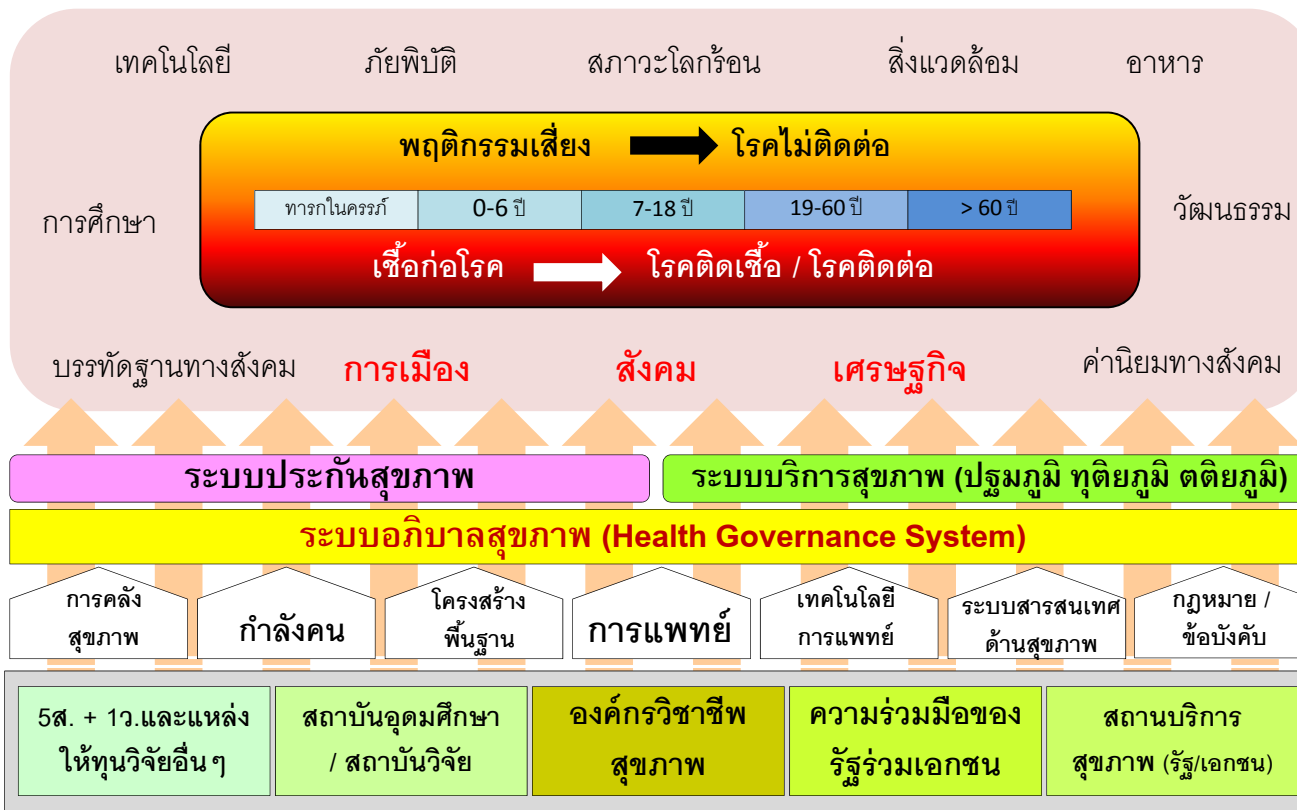 เทคโนโลยี ภัยพิบัติ สภาวะโลกร้อน สิ่งแวดล้อม อาหาร
พฤติกรรมเสี่ยง โรคไม่ติดต่อ
ทารกในครรภ์ 0-6 ปี 7-18 ปี 19-60 ปี > 60 ปี
การศึกษา วัฒนธรรม
เชื้อก่อโรค โรคติดเชื้อ / โรคติดต่อ
บรรทัดฐานทางสังคม การเมือง สังคม เศรษฐกิจ ค่านิยมทางสังคม
ระบบประกันสุขภาพ
ระบบบริการสุขภาพ (ปฐมภูมิ ทุติยภูมิ ตติยภูมิ)
ระบบอภิบาลสุขภาพ (Health Governance System)
การคลัง
สุขภาพ
กำลังคน
โครงสร้าง
พื้นฐาน
การแพทย์
เทคโนโลยี
การแพทย์
ระบบสารสนเทศ
ด้านสุขภาพ
กฎหมาย /
ข้อบังคับ
5ส. + 1ว.และแหล่ง
ให้ทุนวิจัยอื่นๆ
สถาบันอุดมศึกษา
/ สถาบันวิจัย
องค์กรวิชาชีพ
สุขภาพ
ความร่วมมือของ
รัฐร่วมเอกชน
สถานบริการ
สุขภาพ (รัฐ/เอกชน)